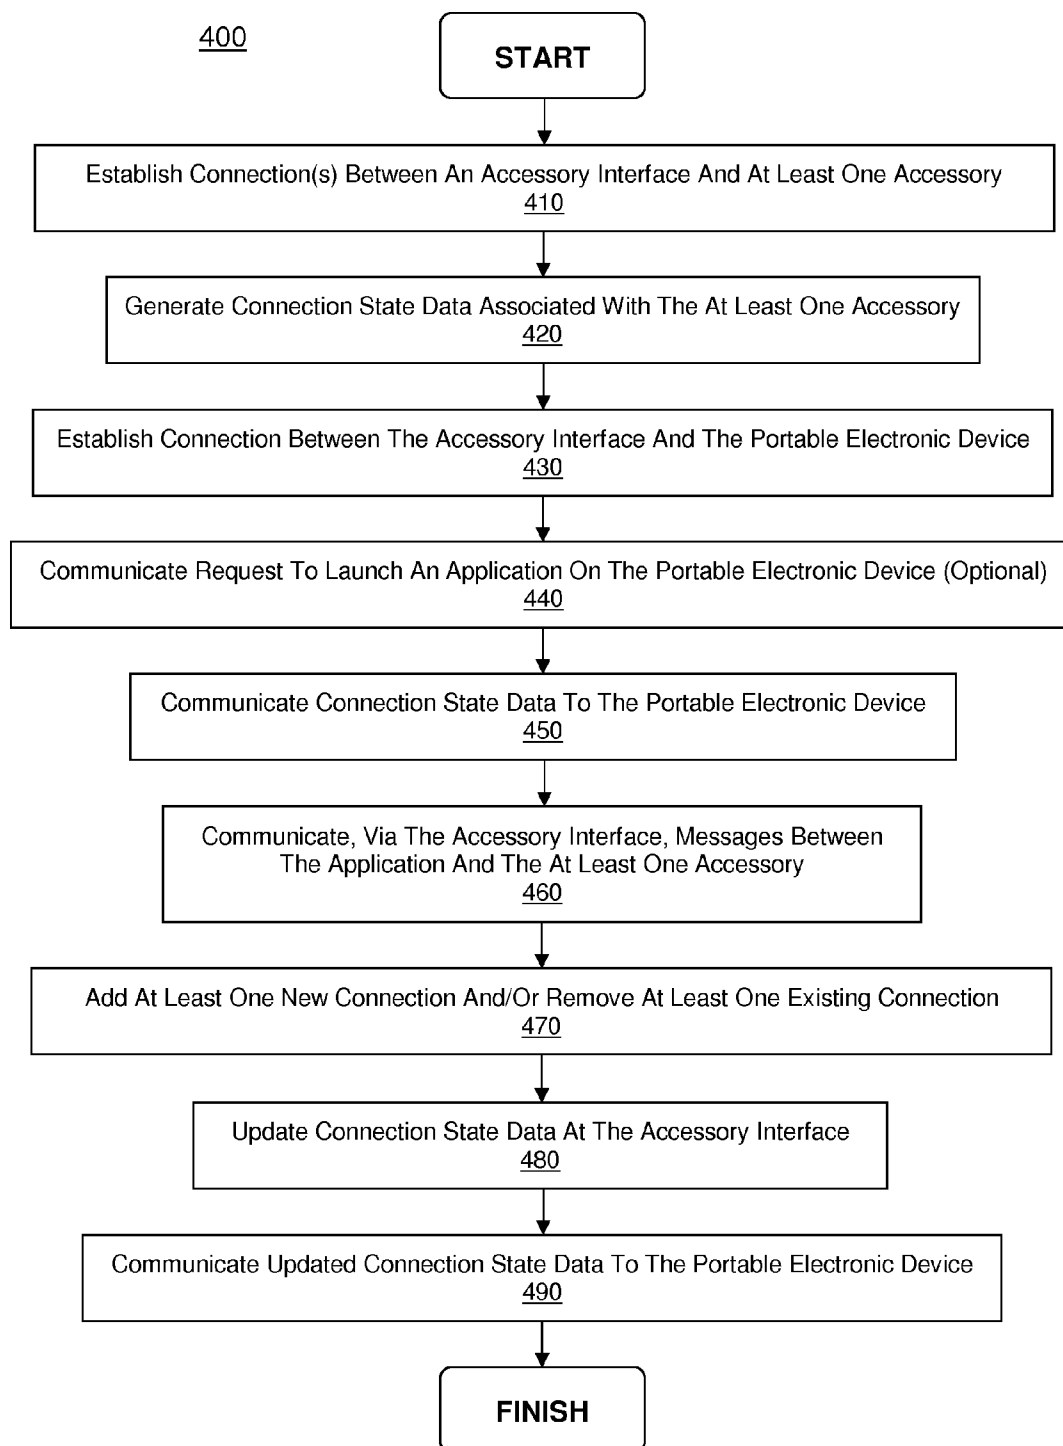 400
START
Establish Connection(s) Between An Accessory Interface And At Least One Accessory
410
Generate Connection State Data Associated With The At Least One Accessory
420
Establish Connection Between The Accessory Interface And The Portable Electronic Device
430
Communicate Request To Launch An Application On The Portable Electronic Device (Optional)
440
Communicate Connection State Data To The Portable Electronic Device
450
Communicate, Via The Accessory Interface, Messages Between
The Application And The At Least One Accessory
460
Add At Least One New Connection And/Or Remove At Least One Existing Connection
470
Update Connection State Data At The Accessory Interface
480
Communicate Updated Connection State Data To The Portable Electronic Device
490
FINISH